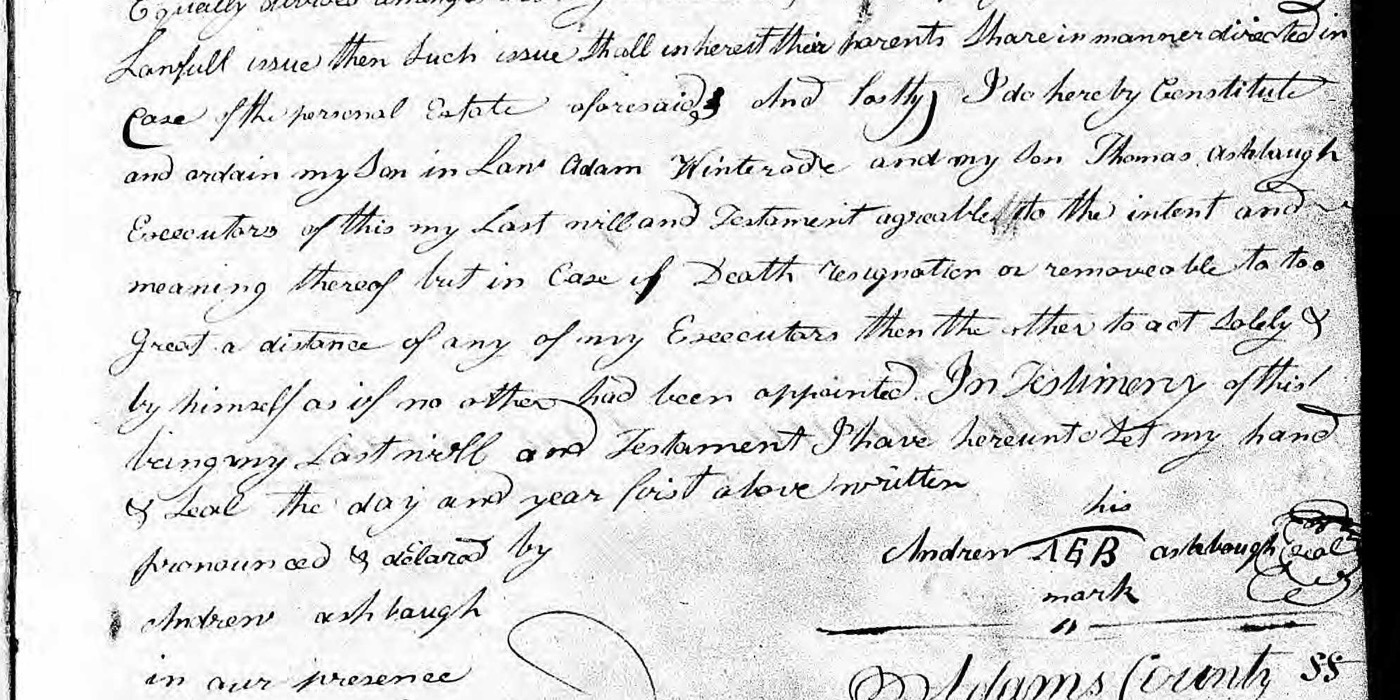 Equally
Lawfull issue then Such issue Shall inherest their parents Share in manner directed in
Case of the personal Estate aforesaid; And lastly I do hereby Constitute
and ordain my Son in Law Adam Winterode and my Son Thomas Ashbaugh
Executors of this my Last will and Testament agreable to the intent and
meaning thereof but in Case of Death resignation or removeable to too
Great a distance of any of my Executors then the other to act Solely &
by himself as if no other had been appointed. In Testimony of this
being my Last will and Testament I have hereunto Set my hand
& Seal the day and year first above written
his
pronounced & declared by
Andrew AEB ashbaugh Seal
mark
Andrew ashbaugh
in our presence
Adams County SS